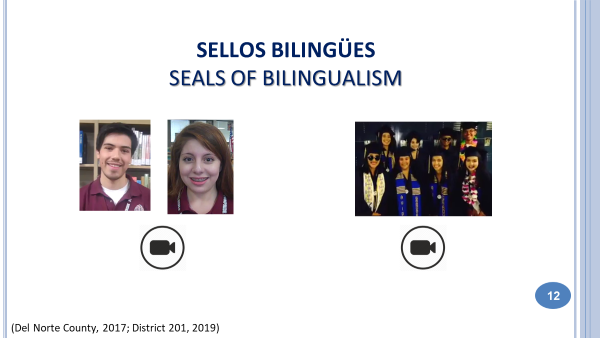 SELLOS BILINGÜES
SEALS OF BILINGUALISM
12
(Del Norte County, 2017; District 201, 2019)